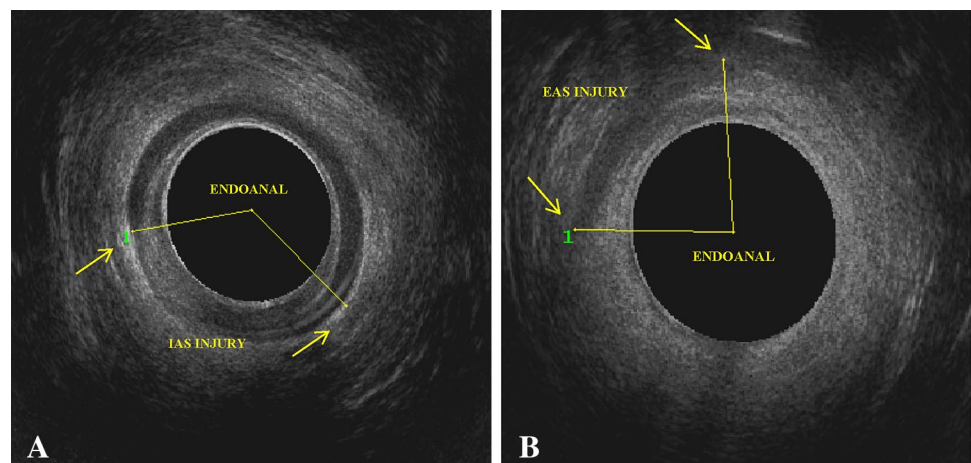 ENDOANAL
1
IAS INJURY
A
EAS INJURY
1
ENDOANAL
B